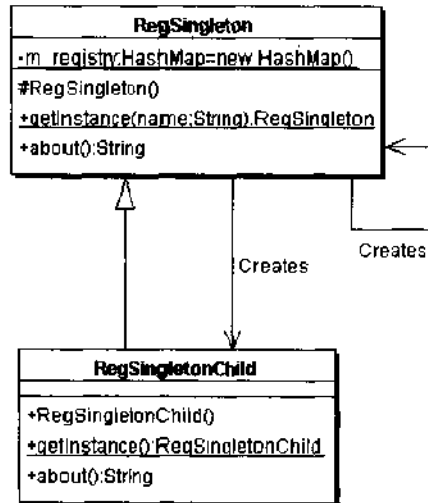 RegSingleton
-m_registry:HashMap=new HashMap()
#RegSingleton()
+getInstance(name:String):RegSingleton
+about():String
Creates
Creates
RegSingletonChild
+RegSingletonChild()
+getInstance():RegSingletonChild
+about():String